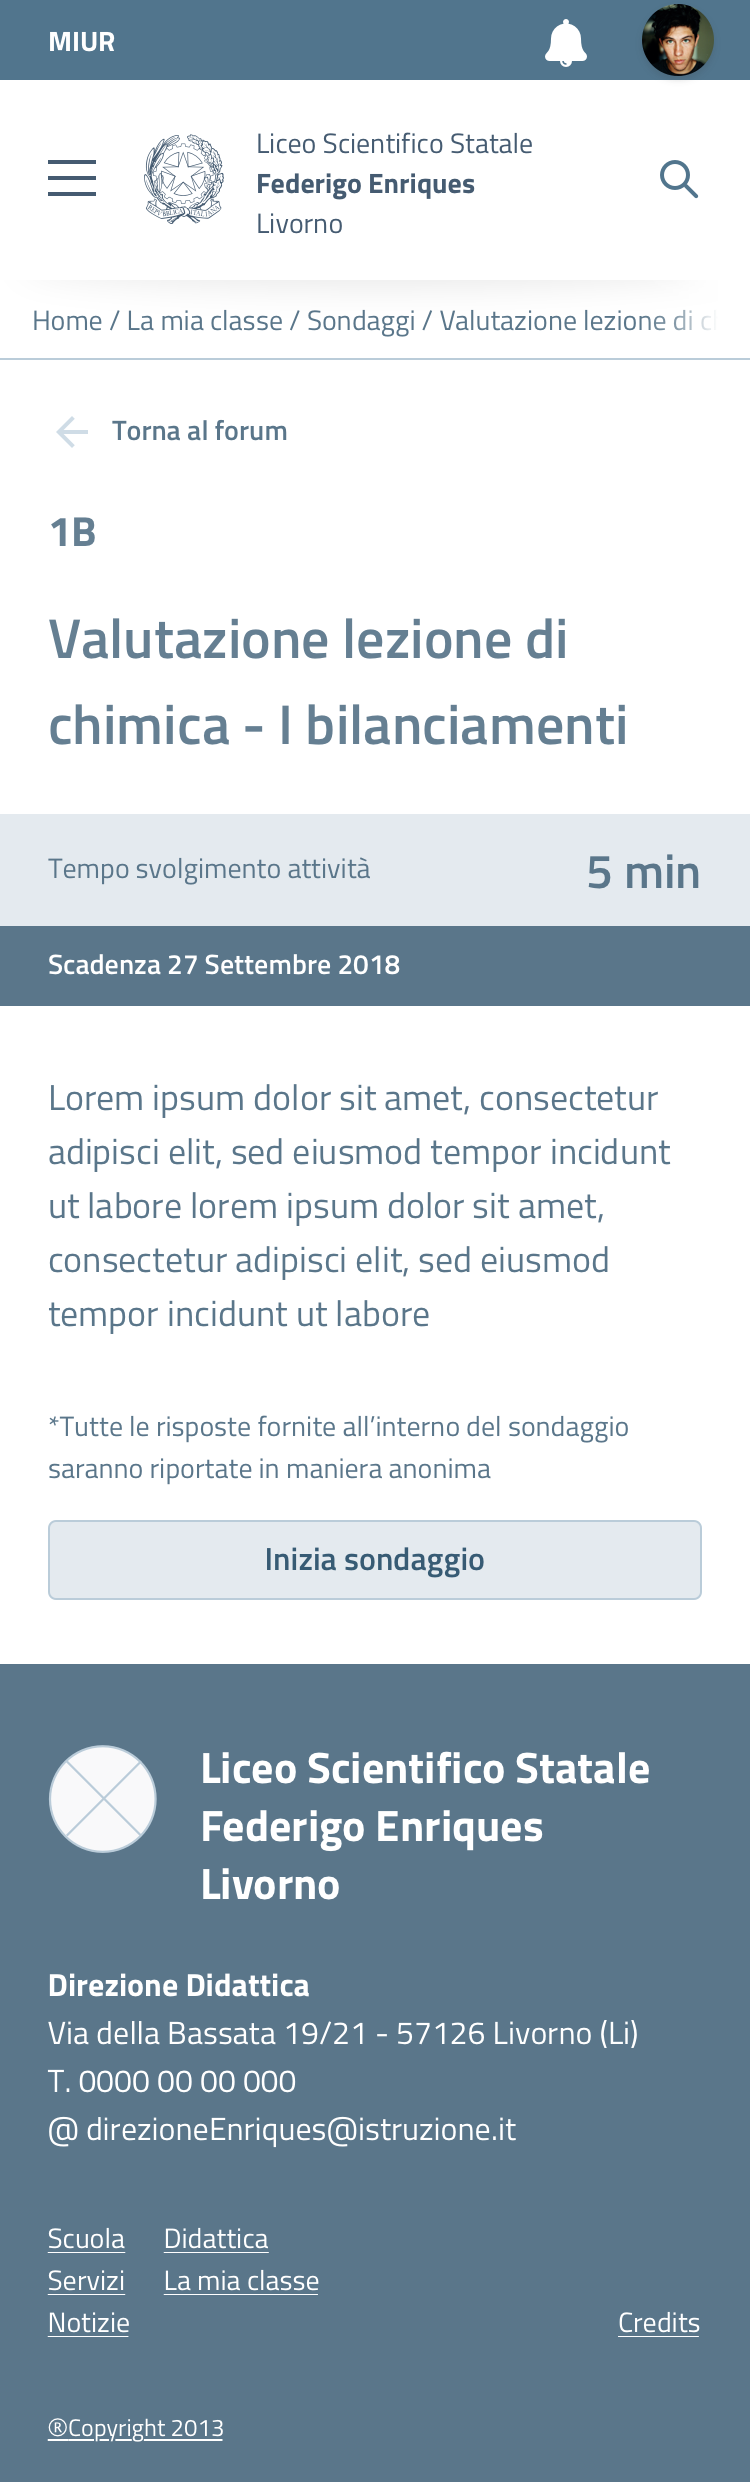 MIUR
Liceo Scientifico Statale
Federigo Enriques
Livorno
REPVBBLICA ITALIANA
Home / La mia classe / Sondaggi / Valutazione lezione di
Torna al forum
1B
Valutazione lezione di
chimica - I bilanciamenti
Tempo svolgimento attività
5 min
Scadenza 27 Settembre 2018
Lorem ipsum dolor sit amet, consectetur
adipisci elit, sed eiusmod tempor incidunt
ut labore lorem ipsum dolor sit amet,
consectetur adipisci elit, sed eiusmod
tempor incidunt ut labore
*Tutte le risposte fornite all’interno del sondaggio
saranno riportate in maniera anonima
Inizia sondaggio
Liceo Scientifico Statale
Federigo Enriques
Livorno
Direzione Didattica
Via della Bassata 19/21 - 57126 Livorno (Li)
T. 0000 00 00 000
@ direzioneEnriques@istruzione.it
Scuola Didattica
Servizi La mia classe
Notizie Credits
®Copyright 2013